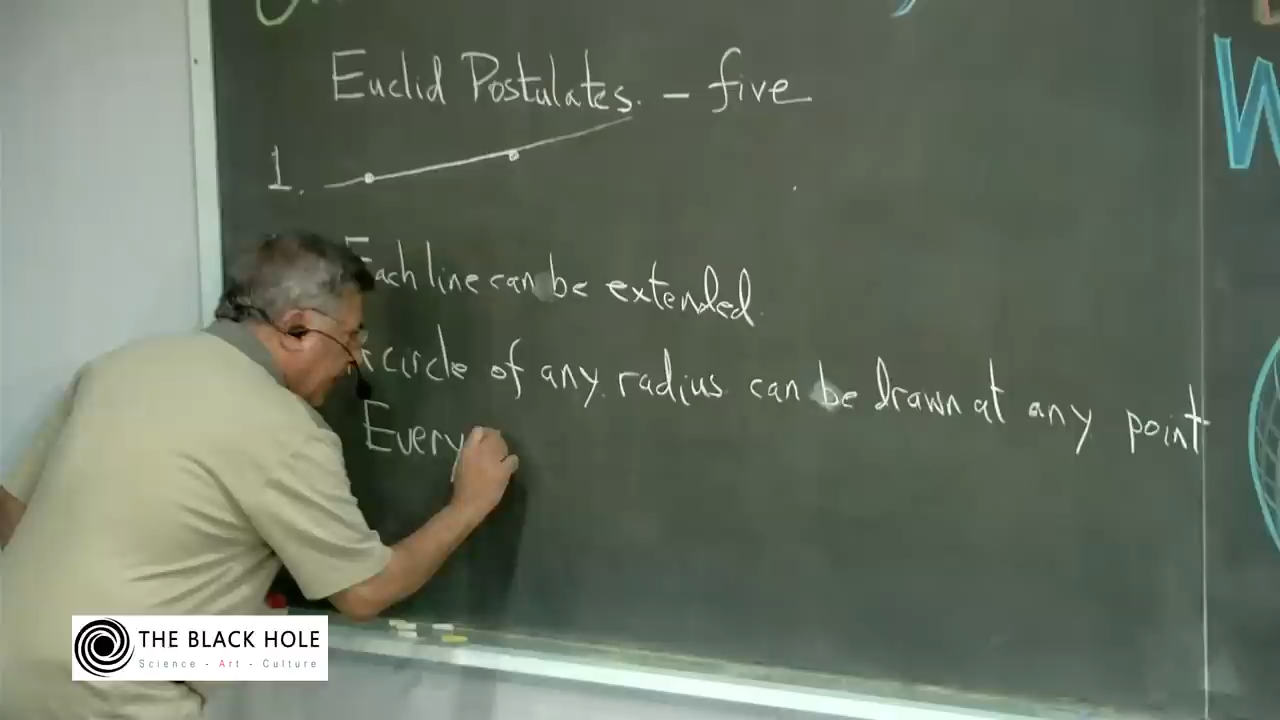 Euclid Postulates. - five
1.
Each line can be extended.
A circle of any radius can be drawn at any point
Every
W
THE BLACK HOLE
Science - Art - Culture